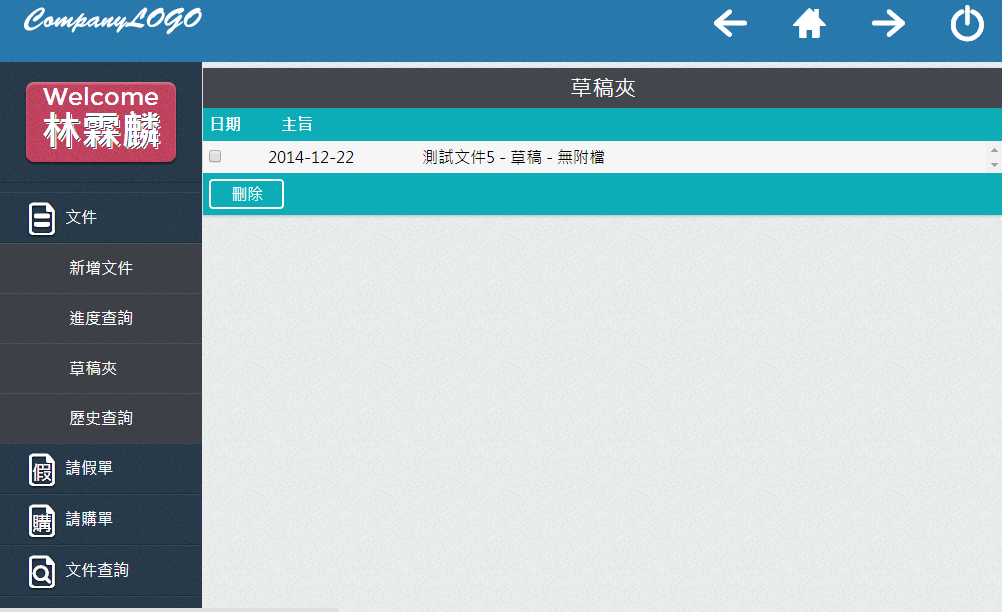 CompanyLOGO
Welcome
林霖麟
文件
新增文件
進度查詢
草稿夾
歷史查詢
假 請假單
購 請購單
文件查詢
草稿夾
日期 主旨
2014-12-22 測試文件5 - 草稿 - 無附檔
刪除